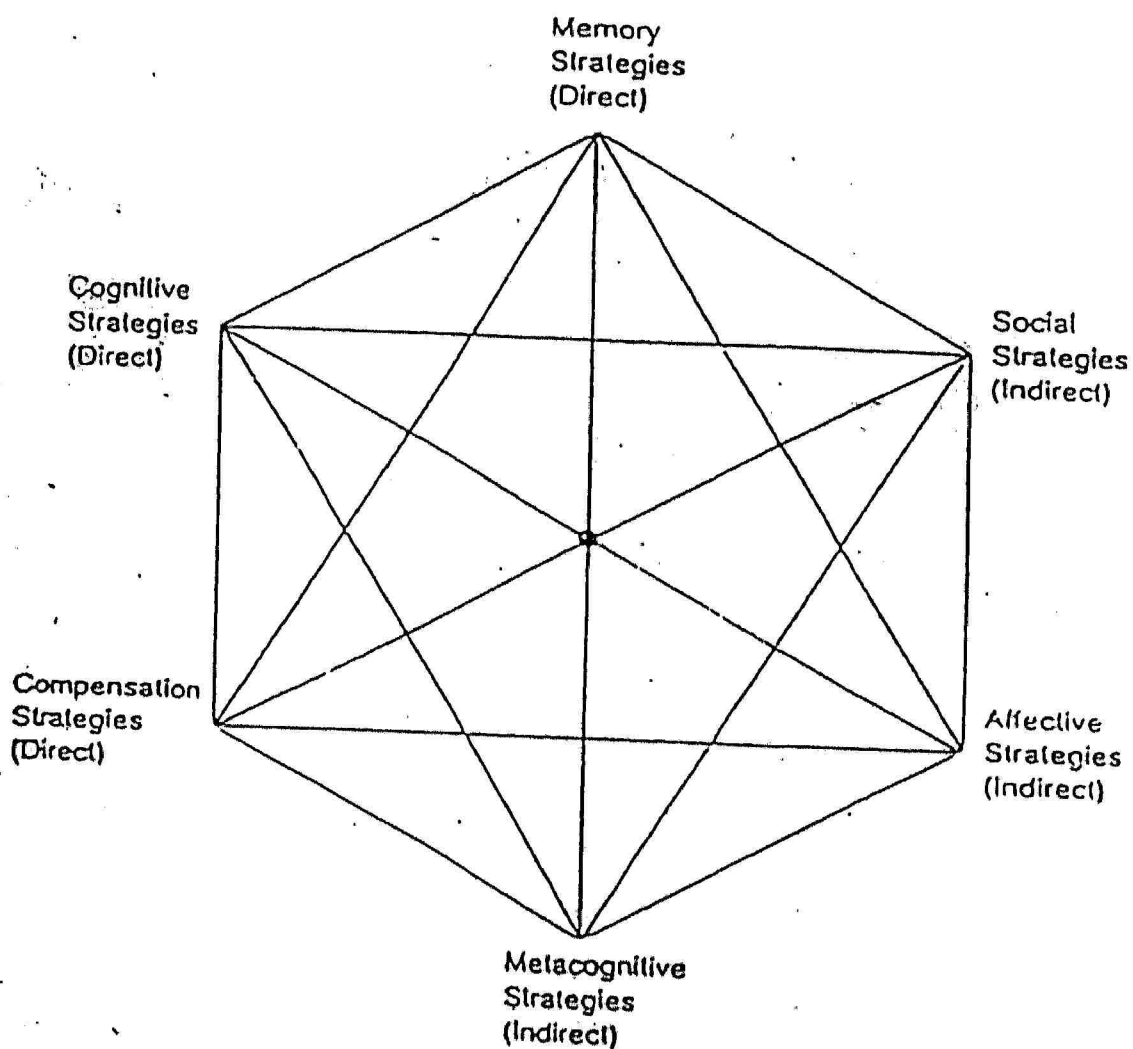 Memory
Strategies
(Direct)
Cognitive
Strategies
(Direct)
Social
Strategies
(Indirect)
Compensation
Strategies
(Direct)
Affective
Strategies
(Indirect)
Metacognitive
Strategies
(Indirect)